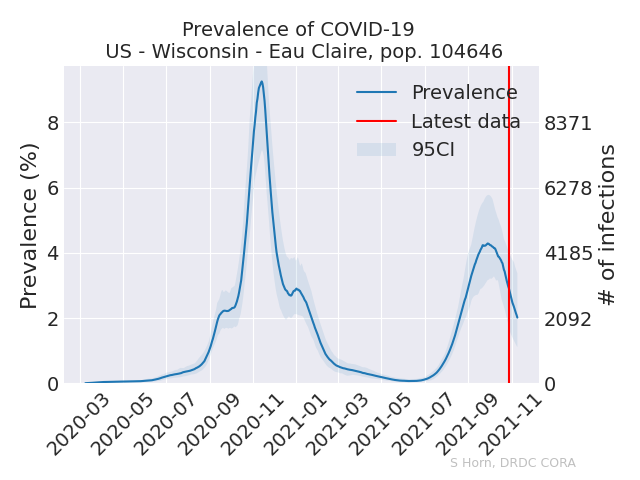 Prevalence of COVID-19
US - Wisconsin - Eau Claire, pop. 104646
Prevalence
Latest data
95CI
Prevalence (%)
8
6
4
2
0
8371
6278
4185
2092
0
# of infections
2020-03
2020-05
2020-07
2020-09
2020-11
2021-01
2021-03
2021-05
2021-07
2021-09
2021-11
S Horn, DRDC CORA